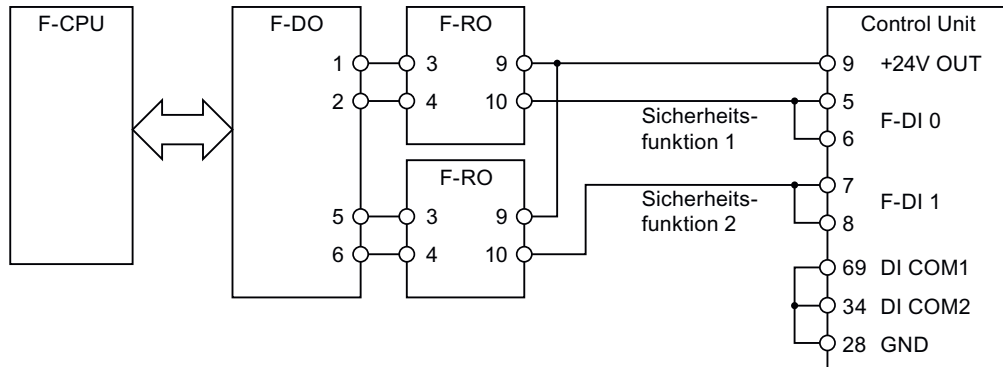 F-CPU
F-DO
F-RO
Control Unit
1 3 9 9 +24V OUT
2 4 10 5 F-DI 0
Sicherheits-
funktion 1
6
F-RO
7 F-DI 1
5 3 9
Sicherheits-
funktion 2
8
6 4 10
69 DI COM1
34 DI COM2
28 GND